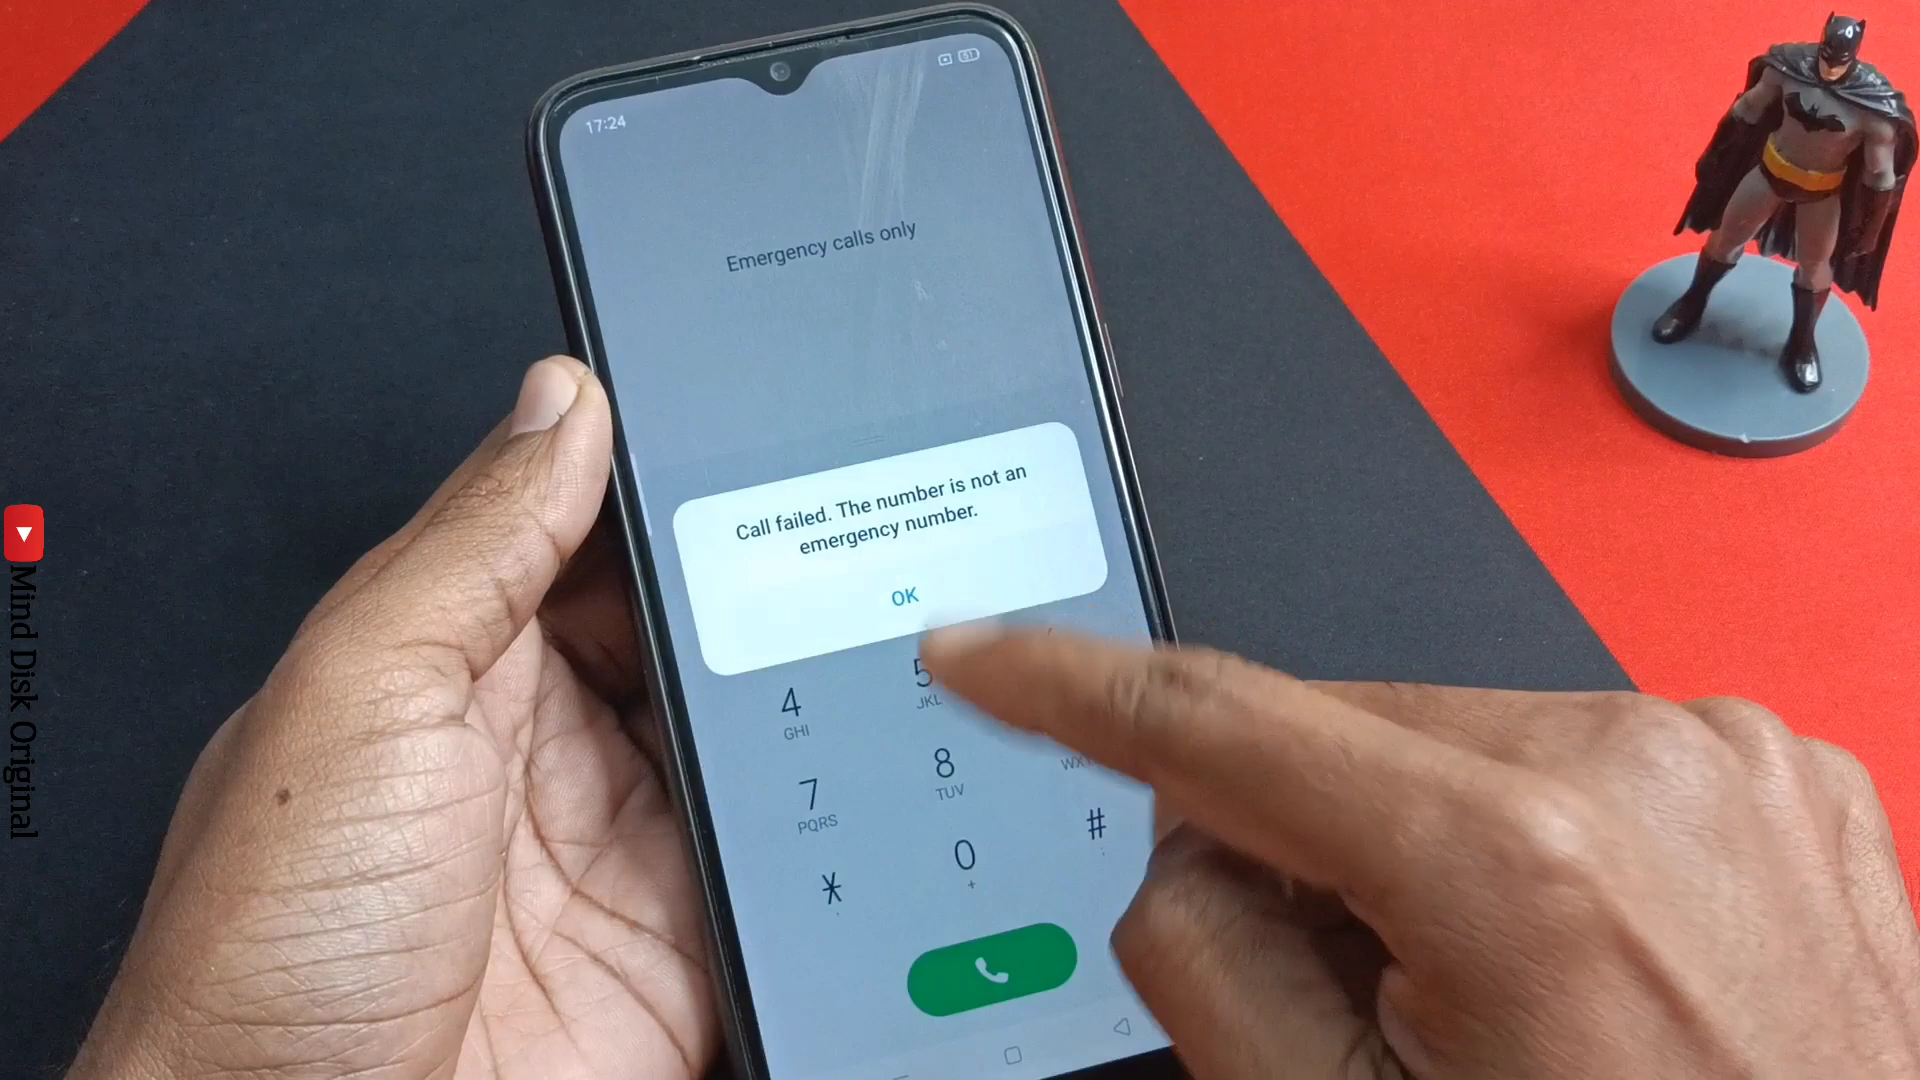 17:24
51
Emergency calls only
Call failed. The number is not an
emergency number.
OK
4
GHI
5
JKL
7
PQRS
8
TUV
*
0
+
#
Mind Disk Original